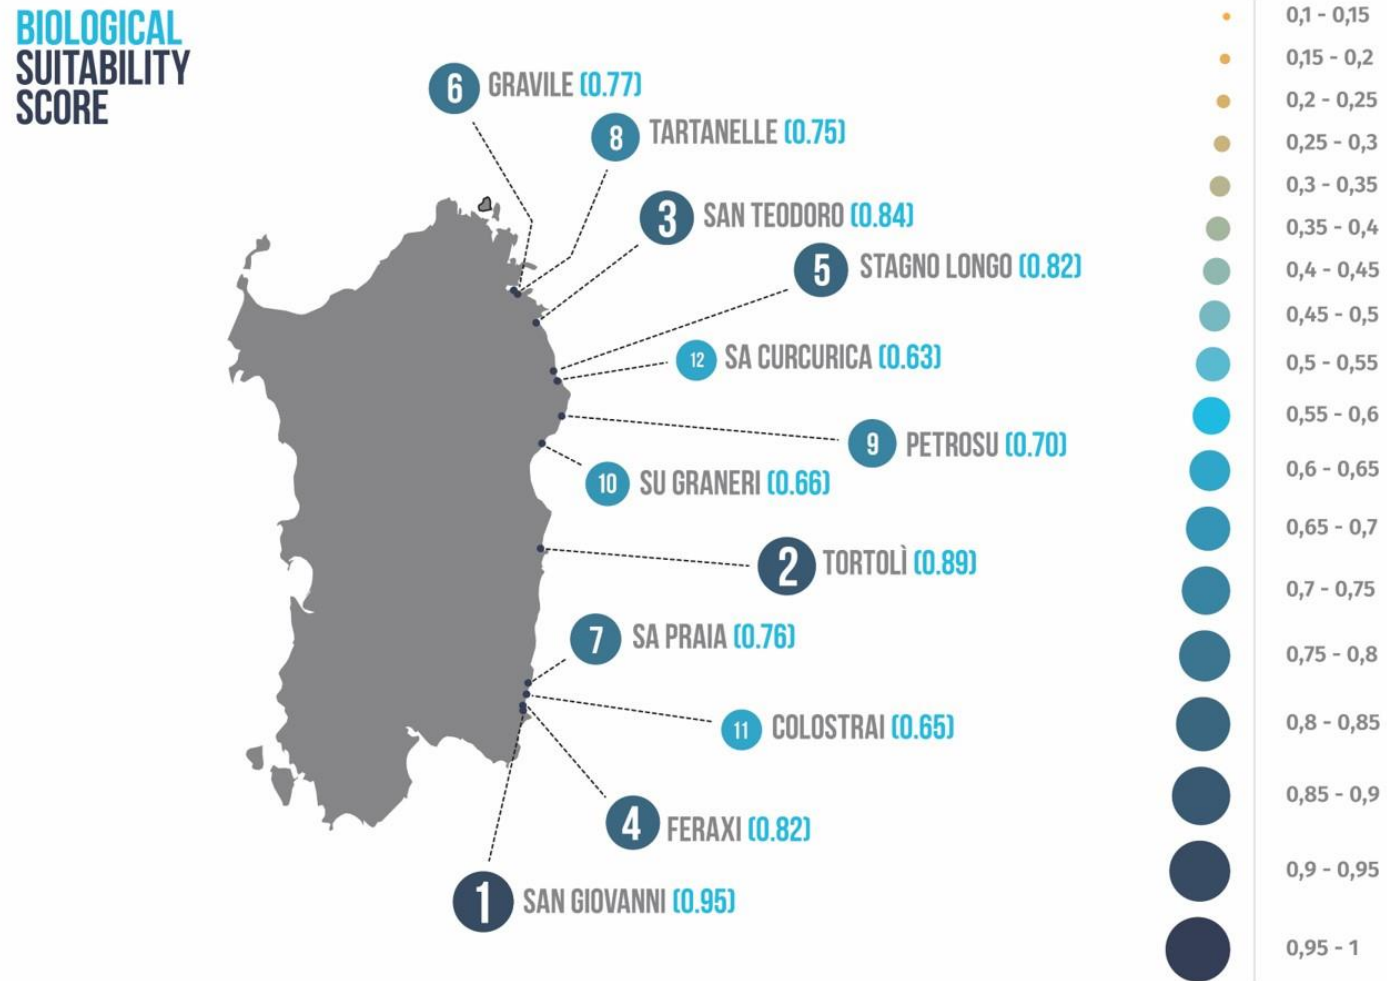 BIOLOGICAL
SUITABILITY
SCORE
6 GRAVILE (0.77)
8 TARTANELLE (0.75)
3 SAN TEODORO (0.84)
5 STAGNO LONGO (0.82)
12 SA CURCURICA (0.63)
9 PETROSU (0.70)
10 SU GRANERI (0.66)
2 TORTOLÌ (0.89)
7 SA PRAIA (0.76)
11 COLOSTRAI (0.65)
4 FERAXI (0.82)
1 SAN GIOVANNI (0.95)
0,1 - 0,15
0,15 - 0,2
0,2 - 0,25
0,25 - 0,3
0,3 - 0,35
0,35 - 0,4
0,4 - 0,45
0,45 - 0,5
0,5 - 0,55
0,55 - 0,6
0,6 - 0,65
0,65 - 0,7
0,7 - 0,75
0,75 - 0,8
0,8 - 0,85
0,85 - 0,9
0,9 - 0,95
0,95 - 1